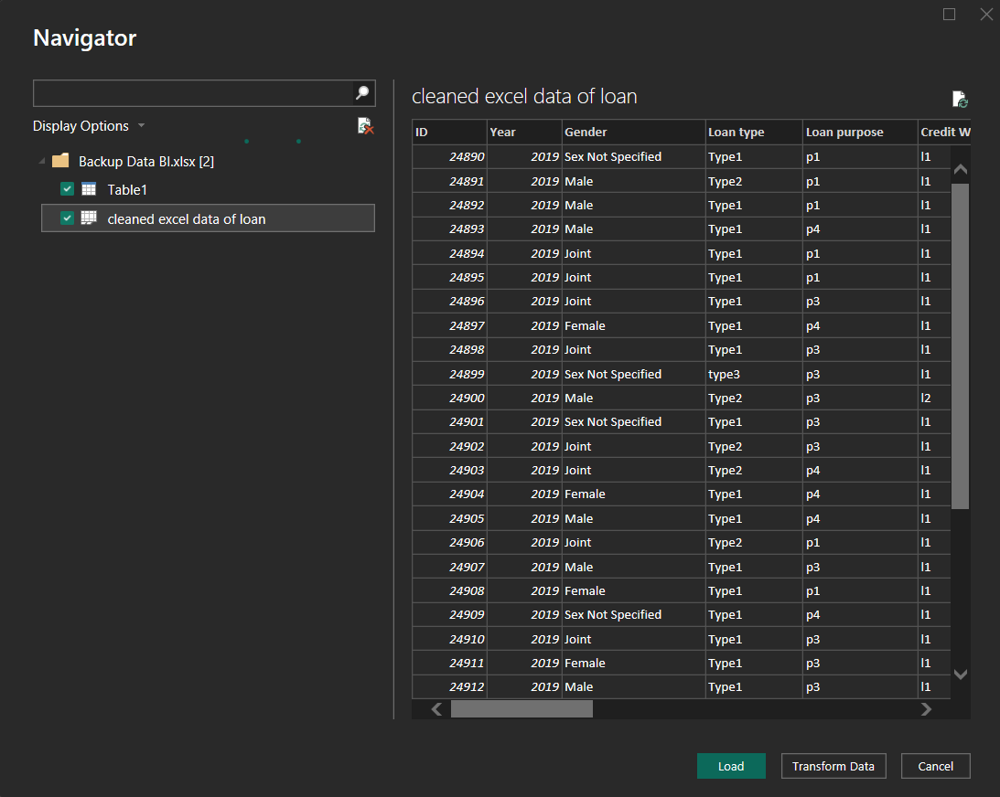 Navigator
Display Options
Backup Data BI.xlsx [2]
Table1
cleaned excel data of loan
cleaned excel data of loan
ID Year Gender Loan type Loan purpose Credit W
24890 2019 Sex Not Specified Type1 p1 l1
24891 2019 Male Type2 p1 l1
24892 2019 Male Type1 p1 l1
24893 2019 Male Type1 p4 l1
24894 2019 Joint Type1 p1 l1
24895 2019 Joint Type1 p1 l1
24896 2019 Joint Type1 p3 l1
24897 2019 Female Type1 p4 l1
24898 2019 Joint Type1 p3 l1
24899 2019 Sex Not Specified type3 p3 l1
24900 2019 Male Type2 p3 l2
24901 2019 Sex Not Specified Type1 p3 l1
24902 2019 Joint Type2 p3 l1
24903 2019 Joint Type2 p4 l1
24904 2019 Female Type1 p4 l1
24905 2019 Male Type1 p4 l1
24906 2019 Joint Type2 p1 l1
24907 2019 Male Type1 p3 l1
24908 2019 Female Type1 p1 l1
24909 2019 Sex Not Specified Type1 p4 l1
24910 2019 Joint Type1 p3 l1
24911 2019 Female Type1 p3 l1
24912 2019 Male Type1 p3 l1
Load Transform Data Cancel